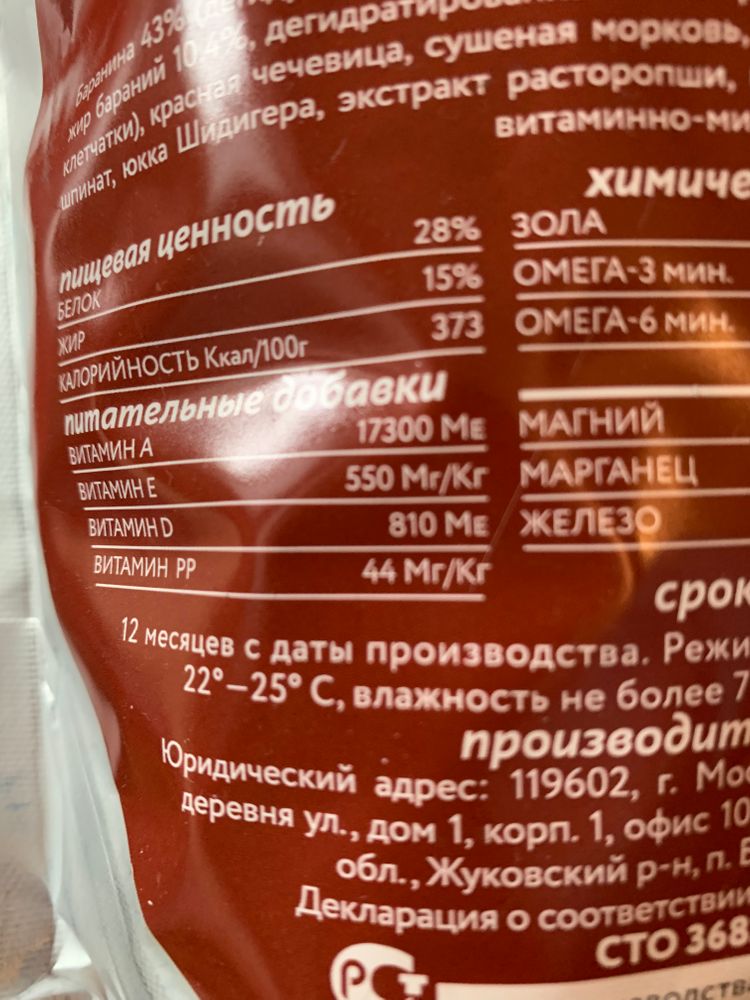 Баранина 43%
жир бараний 10,4%, дегидратирован
клетчатки), красная чечевица, сушеная морковь,
шпинат, юкка Шидигера, экстракт расторопши,
витаминно-ми
химиче
пищевая ценность
БЕЛОК 28%
ЗОЛА
ЖИР 15%
ОМЕГА-3 мин.
КАЛОРИЙНОСТЬ Ккал/100г 373
ОМЕГА-6 мин.
питательные добавки
ВИТАМИН А 17300 МЕ
МАГНИЙ
ВИТАМИН Е 550 Мг/Кг
МАРГАНЕЦ
ВИТАМИН D 810 МЕ
ЖЕЛЕЗО
ВИТАМИН РР 44 Мг/Кг
срок
12 месяцев с даты производства. Режи
22°–25° С, влажность не более 7
производит
Юридический адрес: 119602, г. Мос
деревня ул., дом 1, корп. 1, офис 10
обл., Жуковский р-н, п. Б
Декларация о соответствии
СТО 368
РСТ